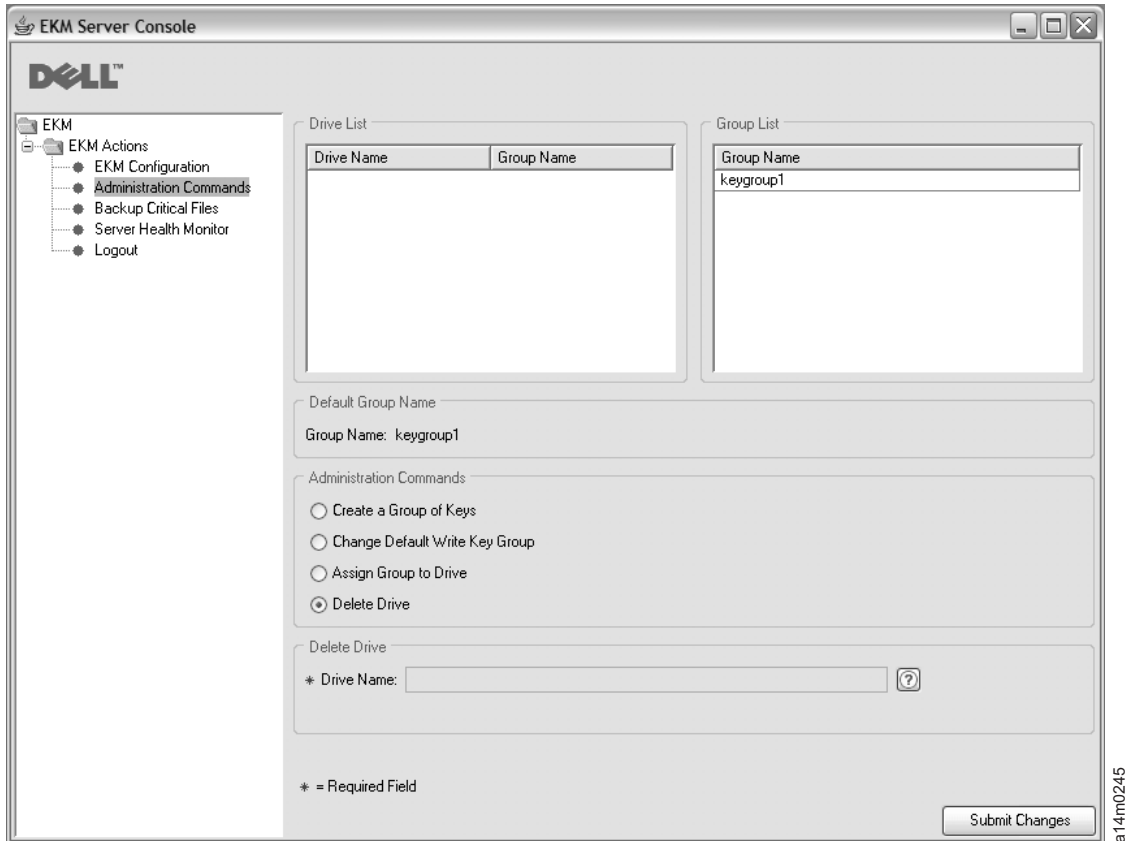 EKM Server Console
DELL™
EKM
EKM Actions
EKM Configuration
Administration Commands
Backup Critical Files
Server Health Monitor
Logout
Drive List
Drive Name Group Name
Group List
Group Name
keygroup1
Default Group Name
Group Name: keygroup1
Administration Commands
Create a Group of Keys
Change Default Write Key Group
Assign Group to Drive
Delete Drive
Delete Drive
* Drive Name:
?
* = Required Field
Submit Changes
a14m0245